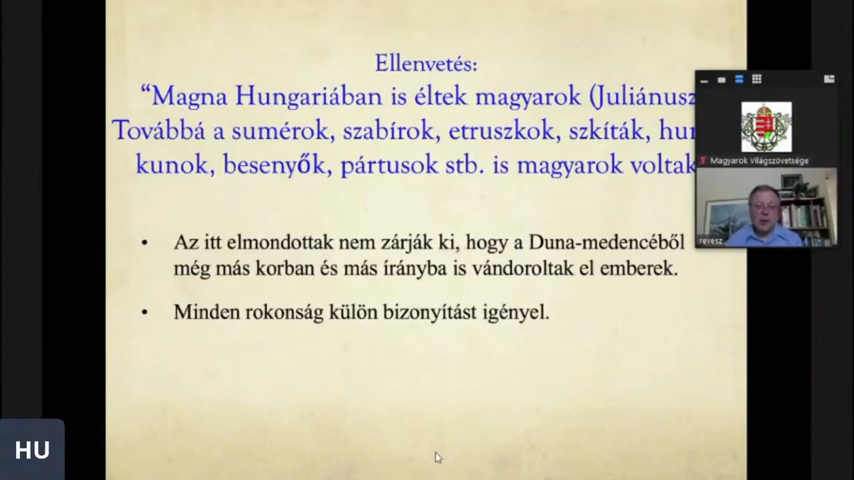 Ellenvetés:
“Magna Hungariában is éltek magyarok (Juliánusz
Továbbá a sumérok, szabírok, etruszkok, szkíták,
kunok, besenyők, pártusok stb. is magyarok voltak
• Az itt elmondottak nem zárják ki, hogy a Duna-medencéből
még más korban és más írányba is vándoroltak el emberek.
• Minden rokonság külön bizonyítást igényel.
Magyarok Világszövetsége
revesz
HU